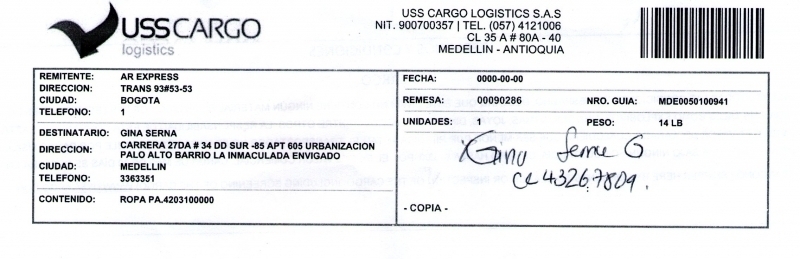 USSCARGO
logistics
USS CARGO LOGISTICS S.A.S
NIT. 900700357 | TEL. (057) 4121006
CL 35 A # 80A - 40
MEDELLIN - ANTIOQUIA
REMITENTE: AR EXPRESS
DIRECCION: TRANS 93#53-53
CIUDAD: BOGOTA
TELEFONO: 1
DESTINATARIO: GINA SERNA
DIRECCION: CARRERA 27DA # 34 DD SUR -85 APT 605 URBANIZACION
PALO ALTO BARRIO LA INMACULADA ENVIGADO
CIUDAD: MEDELLIN
TELEFONO: 3363351
CONTENIDO: ROPA PA.4203100000
FECHA: 0000-00-00
REMESA: 00090286 NRO. GUIA: MDE0050100941
UNIDADES: 1 PESO: 14 LB
Gina Serna G
cc 43267809.
- COPIA -